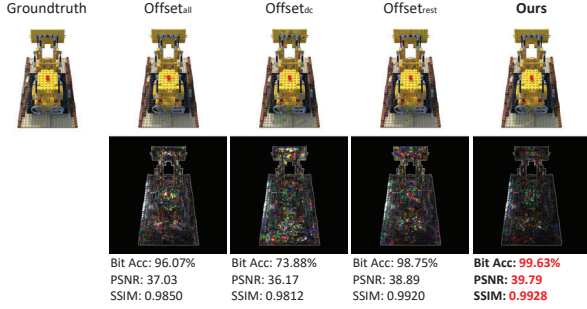 Groundtruth Offsetall Offsetdc Offsetrest Ours
Bit Acc: 96.07% Bit Acc: 73.88% Bit Acc: 98.75% Bit Acc: 99.63%
PSNR: 37.03 PSNR: 36.17 PSNR: 38.89 PSNR: 39.79
SSIM: 0.9850 SSIM: 0.9812 SSIM: 0.9920 SSIM: 0.9928